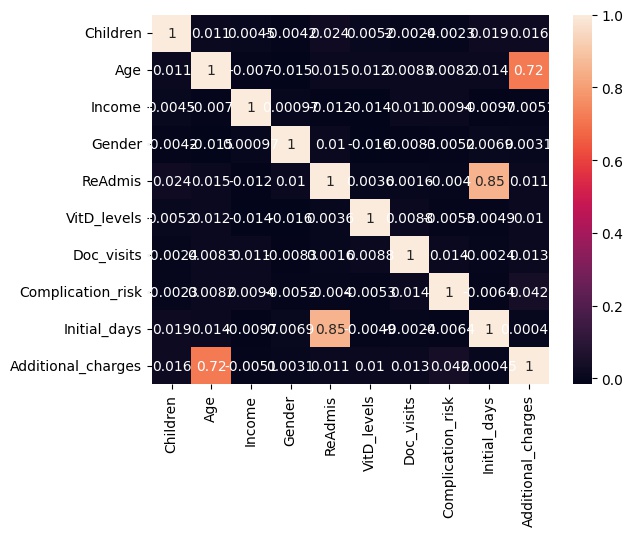 Children 1 0.011 0.0045 -0.0042 0.024 0.0052 -0.0024 -0.0023 0.019 0.016
Age 0.011 1 -0.007 -0.015 0.015 0.012 0.0083 0.0082 0.014 0.72
Income 0.0045 -0.007 1 0.00097 -0.012 -0.014 0.011 0.0094 -0.0097 -0.0051
Gender -0.0042 -0.015 0.00097 1 0.01 -0.016 -0.0083 -0.0052 0.0069 0.0031
ReAdmis 0.024 0.015 -0.012 0.01 1 0.0036 0.0016 -0.004 0.85 0.011
VitD_levels 0.0052 0.012 -0.014 -0.016 0.0036 1 0.0088 -0.0053 -0.0049 0.01
Doc_visits -0.0024 0.0083 0.011 -0.0083 0.0016 0.0088 1 0.014 -0.0024 0.013
Complication_risk -0.0023 0.0082 0.0094 -0.0052 -0.004 -0.0053 0.014 1 -0.0064 0.042
Initial_days 0.019 0.014 -0.0097 0.0069 0.85 -0.0049 -0.0024 -0.0064 1 0.00045
Additional_charges 0.016 0.72 -0.0051 0.0031 0.011 0.01 0.013 0.042 0.00045 1
Children
Age
Income
Gender
ReAdmis
VitD_levels
Doc_visits
Complication_risk
Initial_days
Additional_charges
1.0
0.8
0.6
0.4
0.2
0.0